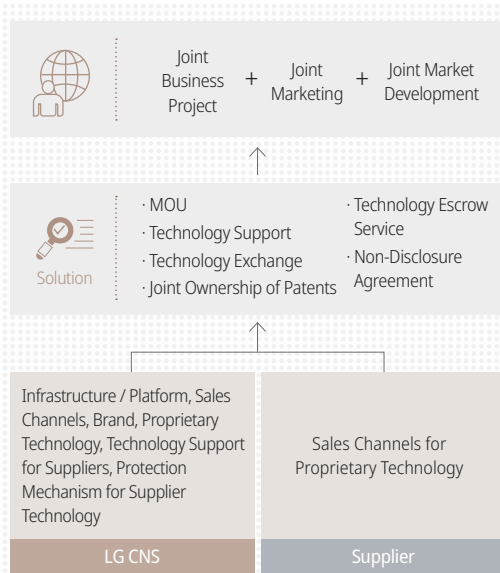 Joint
Business
Project
+
Joint
Marketing
+
Joint Market
Development
Solution
· MOU
· Technology Support
· Technology Exchange
· Joint Ownership of Patents
· Technology Escrow
Service
· Non-Disclosure
Agreement
Infrastructure / Platform, Sales
Channels, Brand, Proprietary
Technology, Technology Support
for Suppliers, Protection
Mechanism for Supplier
Technology
LG CNS
Sales Channels for
Proprietary Technology
Supplier